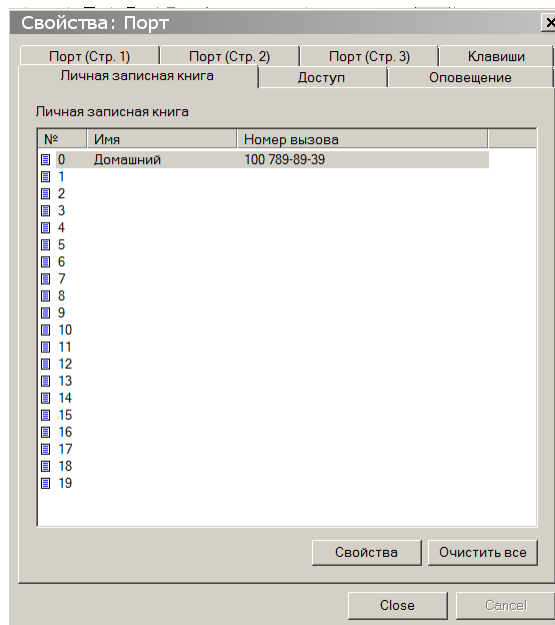 Свойства: Порт
Порт (Стр. 1) Порт (Стр. 2) Порт (Стр. 3) Клавиши
Личная записная книга Доступ Оповещение
Личная записная книга
№ Имя Номер вызова
0 Домашний 100 789-89-39
1
2
3
4
5
6
7
8
9
10
11
12
13
14
15
16
17
18
19
Свойства Очистить все
Close Cancel